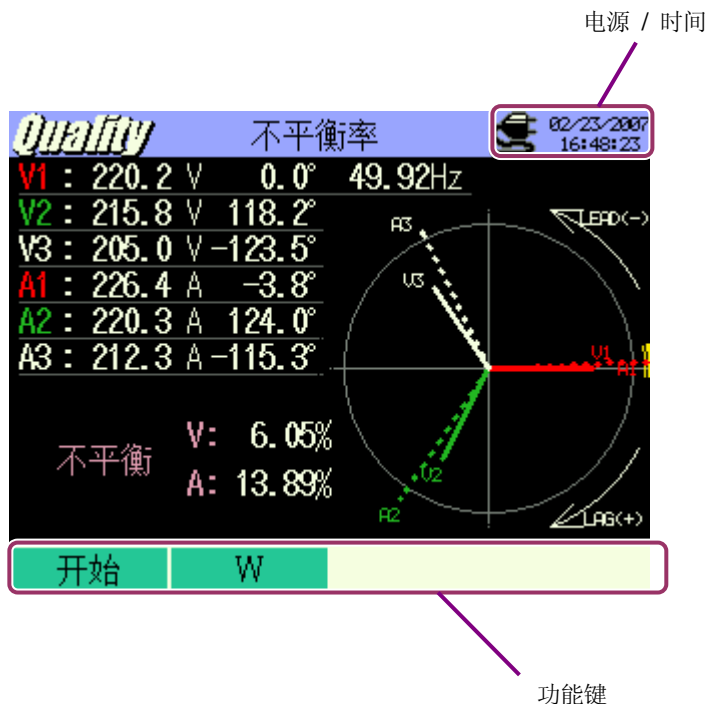 电源 / 时间
Quality 不平衡率 02/23/2007
16:48:23
V1 : 220.2 V 0.0° 49.92Hz
V2 : 215.8 V 118.2°
V3 : 205.0 V -123.5°
A1 : 226.4 A -3.8°
A2 : 220.3 A 124.0°
A3 : 212.3 A -115.3°
A3
LEAD(-)
V3
V1
A1
不平衡
V: 6.05%
A: 13.89%
V2
A2
LAG(+)
开始 W
功能键